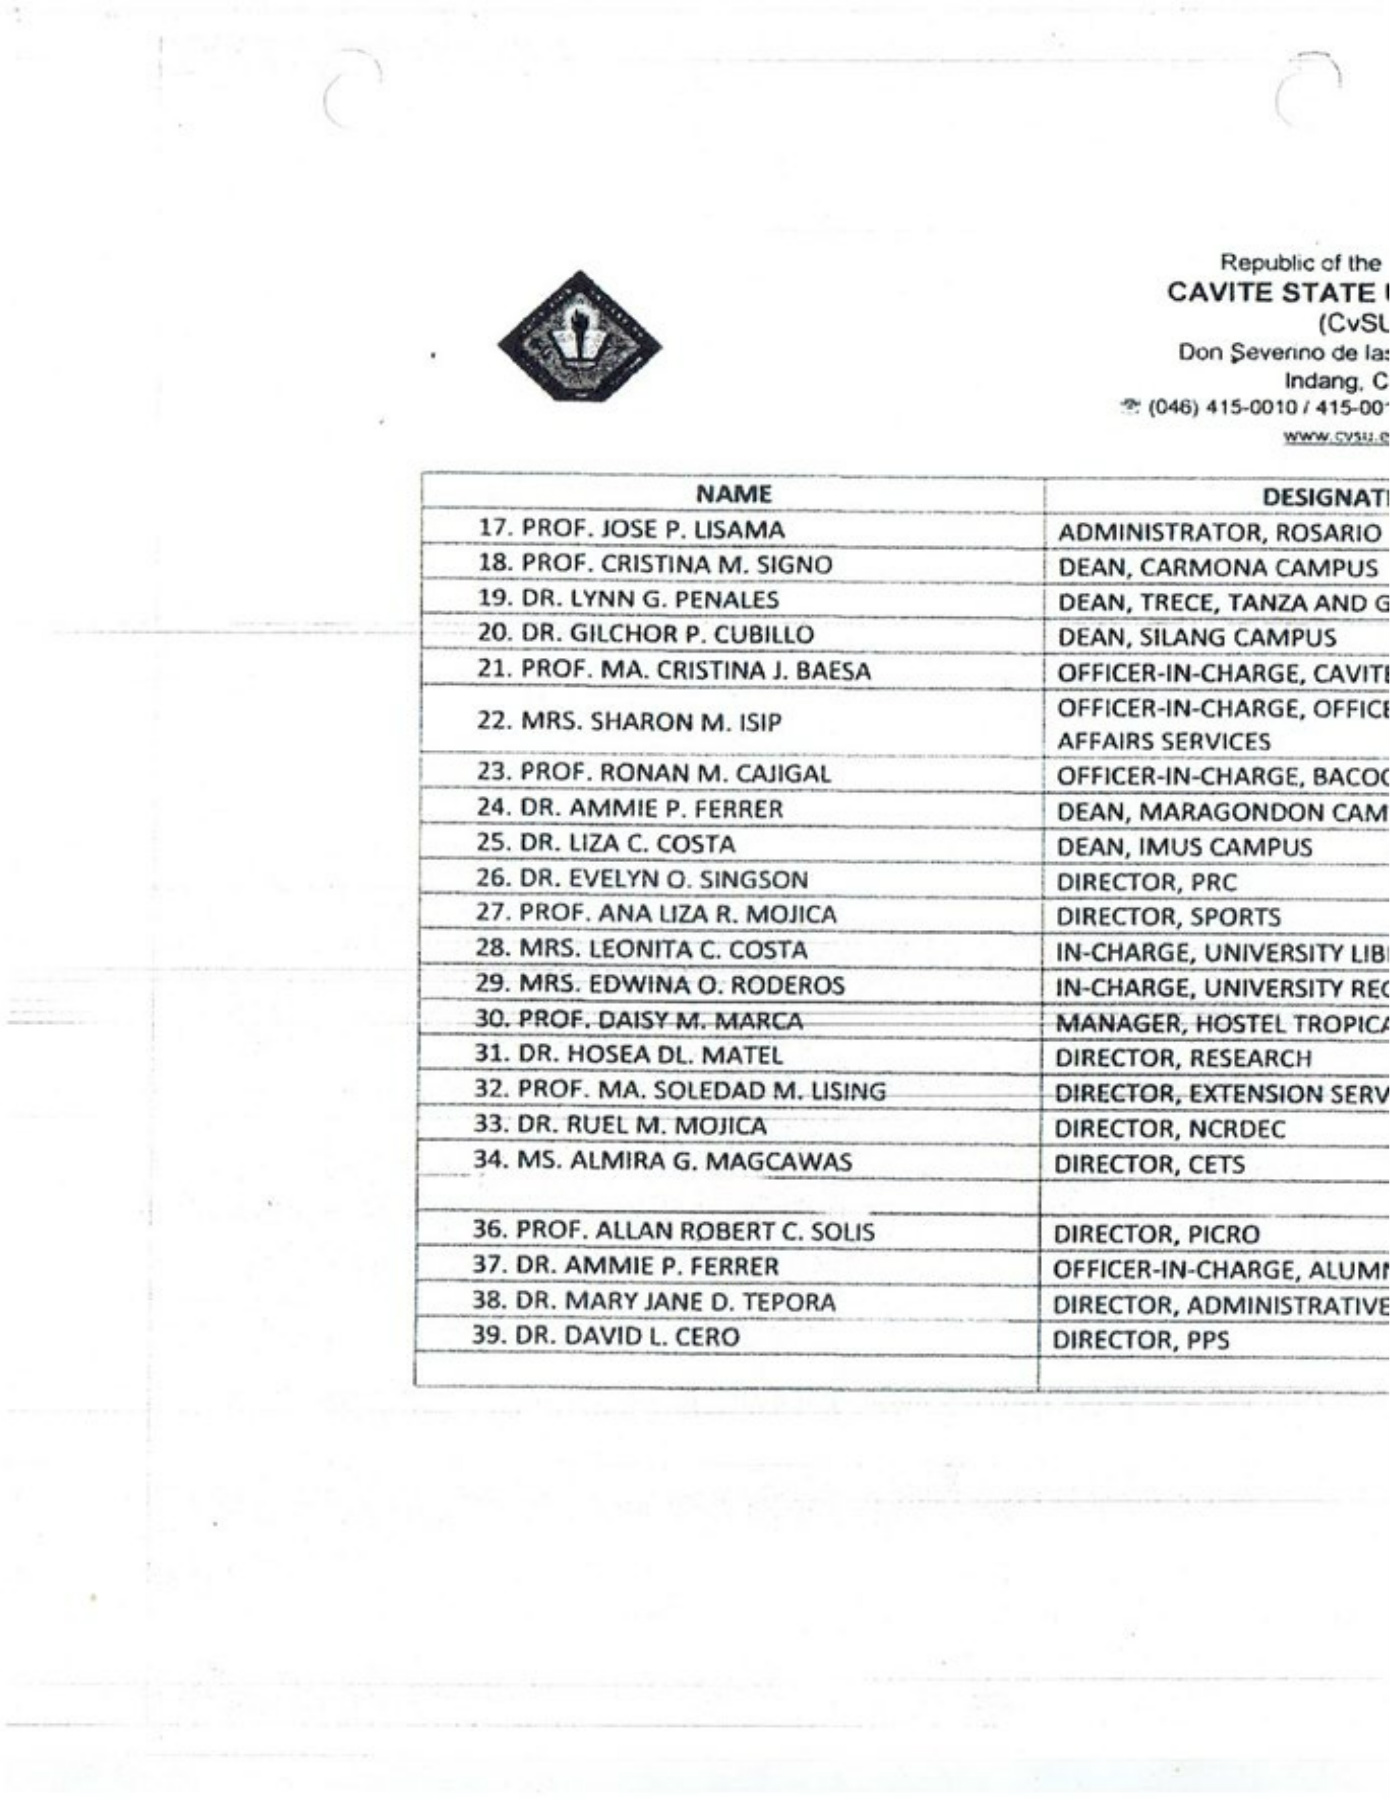 Republic of the
CAVITE STATE
(CvSU
Don Severino de las
Indang, C
(046) 415-0010 / 415-001
www.cvsu.e
NAME DESIGNATI
17. PROF. JOSE P. LISAMA ADMINISTRATOR, ROSARIO
18. PROF. CRISTINA M. SIGNO DEAN, CARMONA CAMPUS
19. DR. LYNN G. PENALES DEAN, TRECE, TANZA AND G
20. DR. GILCHOR P. CUBILLO DEAN, SILANG CAMPUS
21. PROF. MA. CRISTINA J. BAESA OFFICER-IN-CHARGE, CAVITE
22. MRS. SHARON M. ISIP OFFICER-IN-CHARGE, OFFICE
AFFAIRS SERVICES
23. PROF. RONAN M. CAJIGAL OFFICER-IN-CHARGE, BACOO
24. DR. AMMIE P. FERRER DEAN, MARAGONDON CAM
25. DR. LIZA C. COSTA DEAN, IMUS CAMPUS
26. DR. EVELYN O. SINGSON DIRECTOR, PRC
27. PROF. ANA LIZA R. MOJICA DIRECTOR, SPORTS
28. MRS. LEONITA C. COSTA IN-CHARGE, UNIVERSITY LIB
29. MRS. EDWINA O. RODEROS IN-CHARGE, UNIVERSITY REC
30. PROF. DAISY M. MARCA MANAGER, HOSTEL TROPICA
31. DR. HOSEA DL. MATEL DIRECTOR, RESEARCH
32. PROF. MA. SOLEDAD M. LISING DIRECTOR, EXTENSION SERV
33. DR. RUEL M. MOJICA DIRECTOR, NCRDEC
34. MS. ALMIRA G. MAGCAWAS DIRECTOR, CETS
36. PROF. ALLAN ROBERT C. SOLIS DIRECTOR, PICRO
37. DR. AMMIE P. FERRER OFFICER-IN-CHARGE, ALUMN
38. DR. MARY JANE D. TEPORA DIRECTOR, ADMINISTRATIVE
39. DR. DAVID L. CERO DIRECTOR, PPS